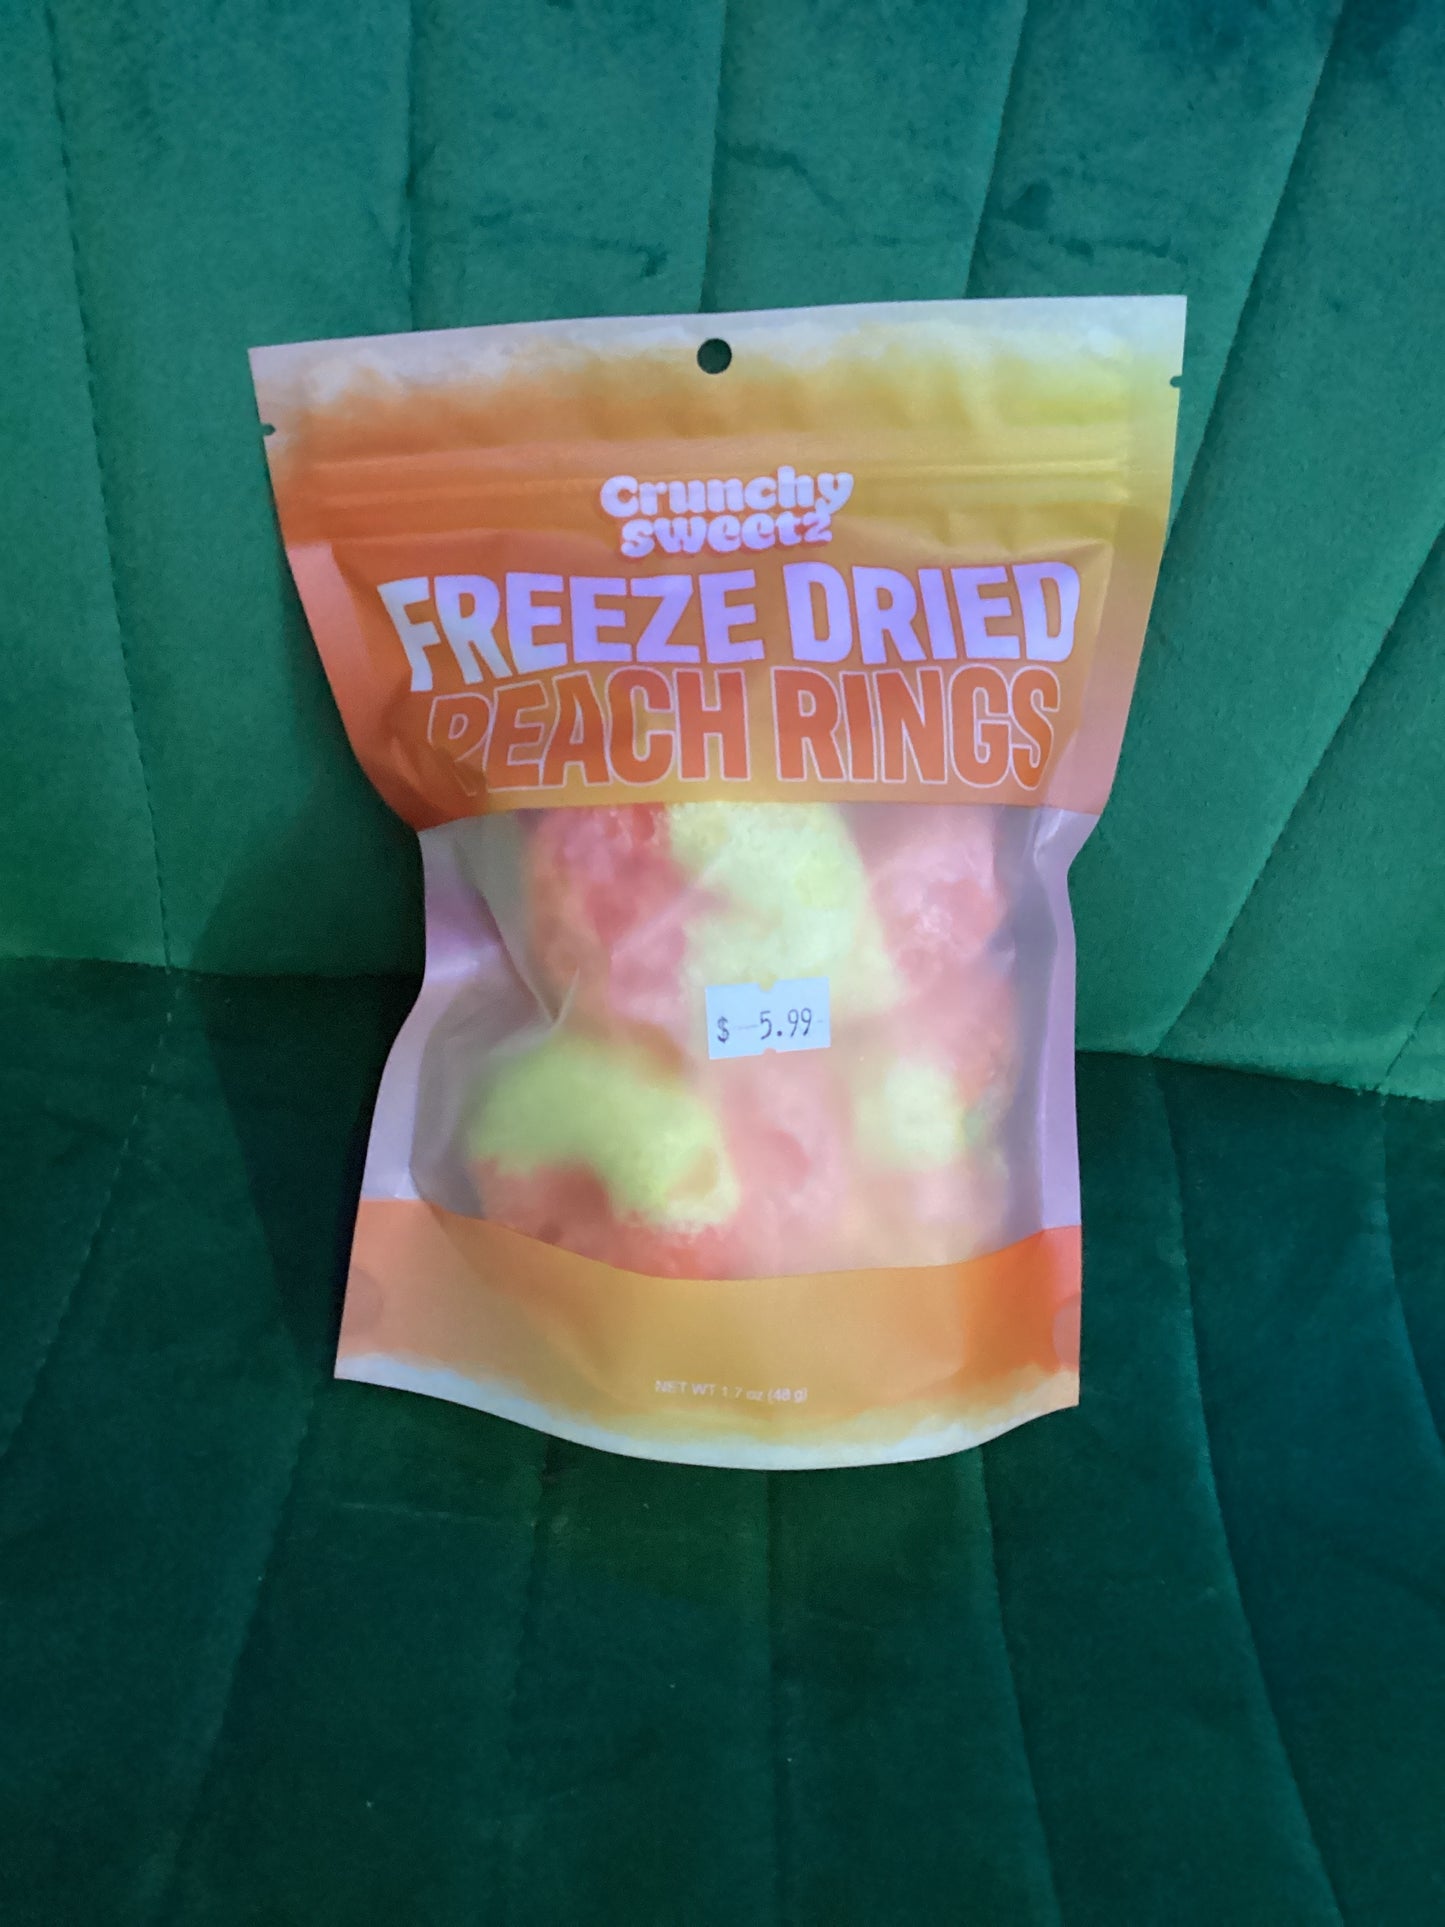 Crunchy
sweetz
FREEZE DRIED
PEACH RINGS
$ 5.99
NET WT 1.7 oz (48 g)